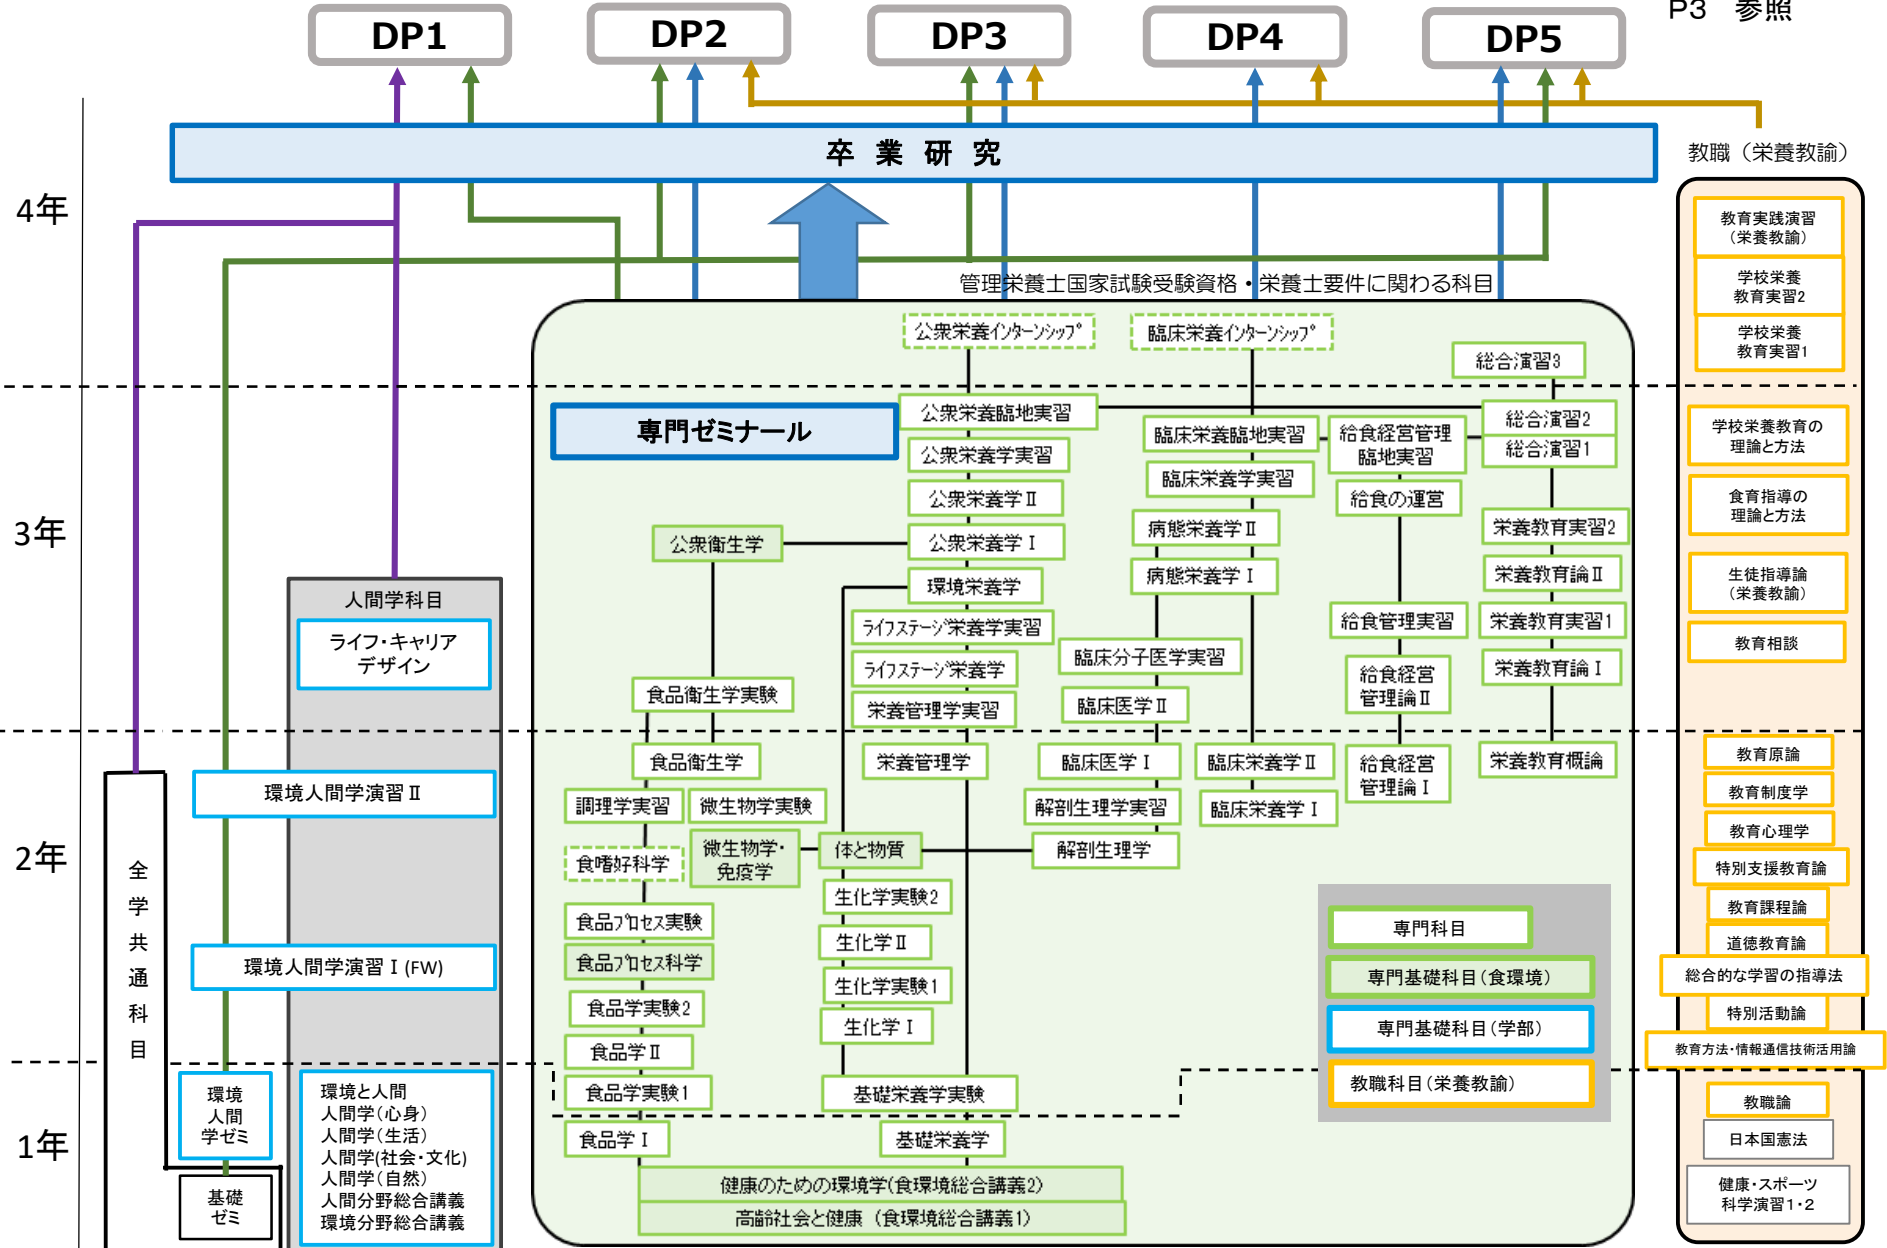 P3　参照
DP1
DP2
DP3
DP4
DP5
卒 業 研 究
教職（栄養教諭）
4年
3年
2年
1年
管理栄養士国家試験受験資格・栄養士要件に関わる科目
公衆栄養インターンシップ
臨床栄養インターンシップ
総合演習3
専門ゼミナール
公衆栄養臨地実習
公衆栄養学実習
公衆栄養学Ⅱ
公衆栄養学Ⅰ
公衆衛生学
環境栄養学
ライフステージ栄養学実習
ライフステージ栄養学
栄養管理学実習
栄養管理学
臨床栄養臨地実習
臨床栄養学実習
病態栄養学Ⅱ
病態栄養学Ⅰ
臨床分子医学実習
臨床医学Ⅱ
臨床医学Ⅰ
解剖生理学実習
解剖生理学
臨床栄養学Ⅱ
臨床栄養学Ⅰ
給食経営管理
臨地実習
給食の運営
給食管理実習
給食経営
管理論Ⅱ
給食経営
管理論Ⅰ
総合演習2
総合演習1
栄養教育実習2
栄養教育論Ⅱ
栄養教育実習1
栄養教育論Ⅰ
栄養教育概論
食品衛生学実験
食品衛生学
調理学実習
微生物学実験
食嗜好科学
微生物学・
免疫学
体と物質
食品プロセス実験
食品プロセス科学
食品学実験2
食品学Ⅱ
食品学実験1
食品学Ⅰ
生化学実験2
生化学Ⅱ
生化学実験1
生化学Ⅰ
基礎栄養学実験
基礎栄養学
健康のための環境学(食環境総合講義2)
高齢社会と健康（食環境総合講義1）
人間学科目
ライフ・キャリア
デザイン
環境人間学演習Ⅱ
環境人間学演習Ⅰ(FW)
全
学
共
通
科
目
環境
人間
学ゼミ
基礎
ゼミ
環境と人間
人間学(心身)
人間学(生活)
人間学(社会・文化)
人間学(自然)
人間分野総合講義
環境分野総合講義
専門科目
専門基礎科目(食環境)
専門基礎科目(学部)
教職科目(栄養教諭)
教育実践演習
(栄養教諭)
学校栄養
教育実習2
学校栄養
教育実習1
学校栄養教育の
理論と方法
食育指導の
理論と方法
生徒指導論
(栄養教諭)
教育相談
教育原論
教育制度学
教育心理学
特別支援教育論
教育課程論
道徳教育論
総合的な学習の指導法
特別活動論
教育方法・情報通信技術活用論
教職論
日本国憲法
健康・スポーツ
科学演習1・2